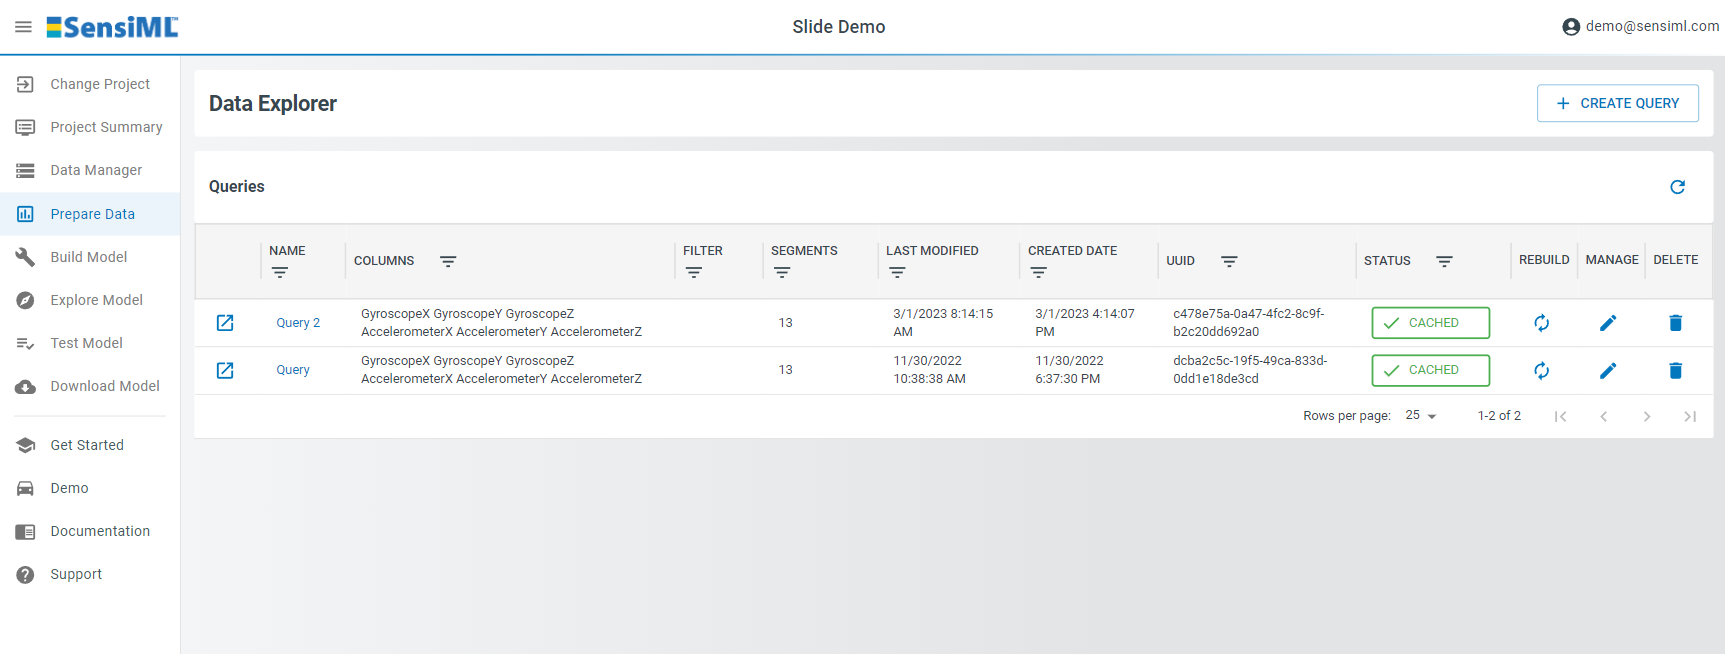 SensiML
Slide Demo
demo@sensiml.com
Change Project
Project Summary
Data Manager
Prepare Data
Build Model
Explore Model
Test Model
Download Model
Get Started
Demo
Documentation
Support
Data Explorer
+ CREATE QUERY
Queries
NAME COLUMNS FILTER SEGMENTS LAST MODIFIED CREATED DATE UUID STATUS REBUILD MANAGE DELETE
Query 2
GyroscopeX GyroscopeY GyroscopeZ
AccelerometerX AccelerometerY AccelerometerZ
13
3/1/2023 8:14:15
AM
3/1/2023 4:14:07
PM
c478e75a-0a47-4fc2-8c9f-
b2c20dd692a0
CACHED
Query
GyroscopeX GyroscopeY GyroscopeZ
AccelerometerX AccelerometerY AccelerometerZ
13
11/30/2022
10:38:38 AM
11/30/2022
6:37:30 PM
dcba2c5c-19f5-49ca-833d-
0dd1e18de3cd
CACHED
Rows per page: 25 1-2 of 2